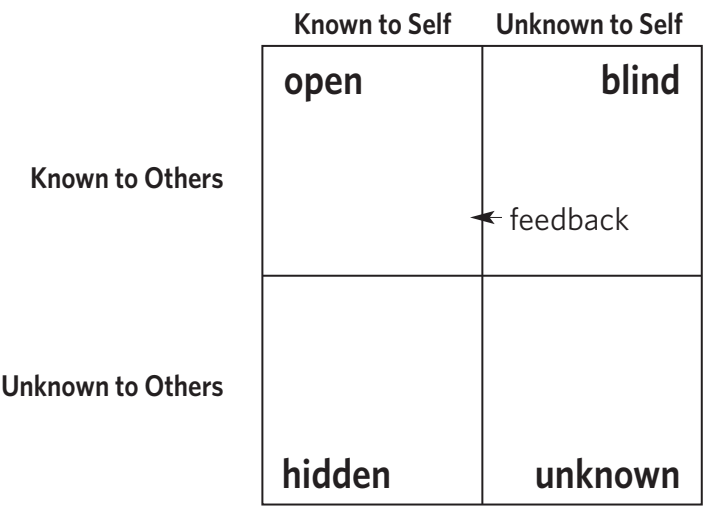 Known to Self Unknown to Self
open blind
Known to Others
feedback
Unknown to Others
hidden unknown